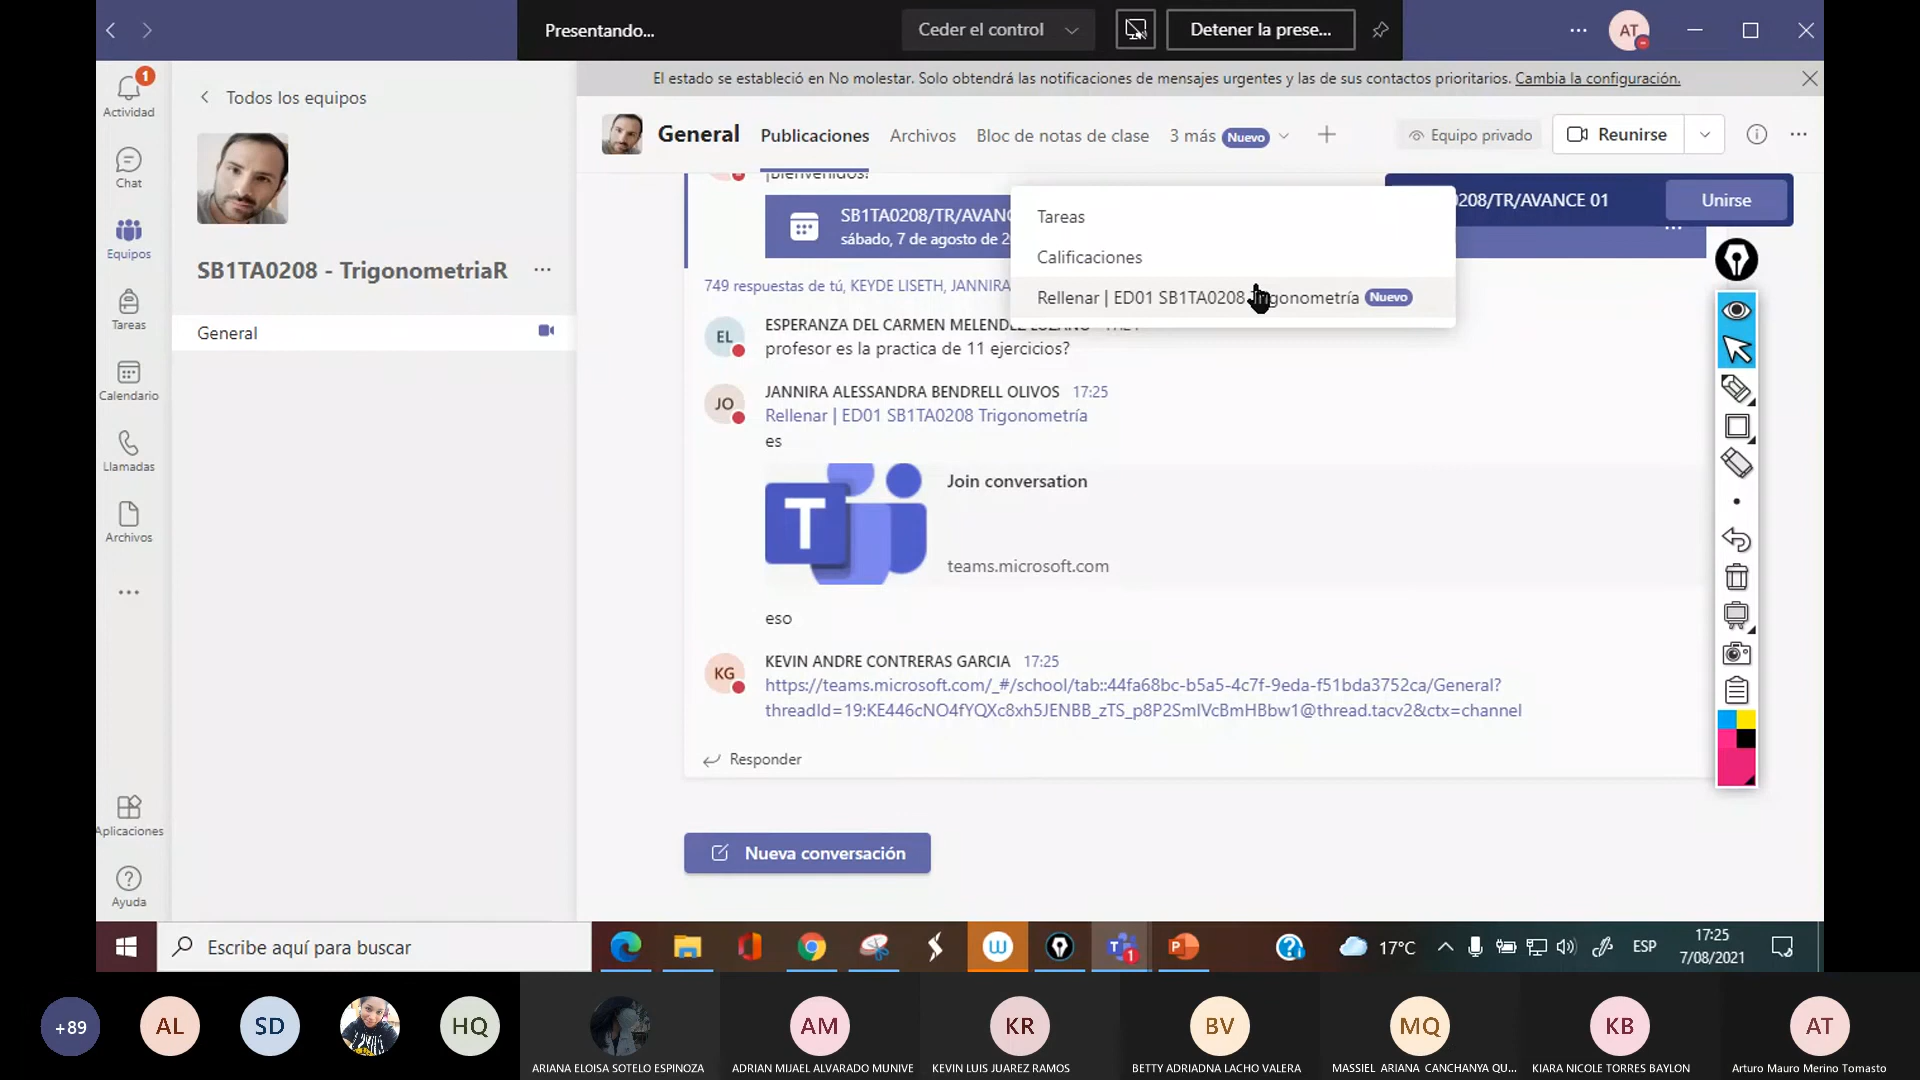 Presentando...
Ceder el control
Detener la prese...
AT
El estado se estableció en No molestar. Solo obtendrá las notificaciones de mensajes urgentes y las de sus contactos prioritarios. Cambia la configuración.
1
Actividad
Chat
Equipos
Tareas
Calendario
Llamadas
Archivos
Aplicaciones
Ayuda
Todos los equipos
SB1TA0208 - TrigonometriaR
General
General
Publicaciones
Archivos
Bloc de notas de clase
3 más
Nuevo
Equipo privado
Reunirse
¡Bienvenidos!
SB1TA0208/TR/AVANC
sábado, 7 de agosto de 2
208/TR/AVANCE 01
Unirse
Tareas
Calificaciones
Rellenar | ED01 SB1TA0208 Trigonometría Nuevo
749 respuestas de tú, KEYDE LISETH, JANNIRA
EL
ESPERANZA DEL CARMEN MELENDEZ LOZANO
profesor es la practica de 11 ejercicios?
JO
JANNIRA ALESSANDRA BENDRELL OLIVOS 17:25
Rellenar | ED01 SB1TA0208 Trigonometría
es
T
Join conversation
teams.microsoft.com
eso
KG
KEVIN ANDRE CONTRERAS GARCIA 17:25
https://teams.microsoft.com/_#/school/tab::44fa68bc-b5a5-4c7f-9eda-f51bda3752ca/General?
threadId=19:KE446cNO4fYQXc8xh5JENBB_zTS_p8P2SmIVcBmHBbw1@thread.tacv2&ctx=channel
Responder
Nueva conversación
Escribe aquí para buscar
17°C
ESP
17:25
7/08/2021
+89
AL
SD
HQ
ARIANA ELOISA SOTELO ESPINOZA
AM
ADRIAN MIJAEL ALVARADO MUNIVE
KR
KEVIN LUIS JUAREZ RAMOS
BV
BETTY ADRIADNA LACHO VALERA
MQ
MASSIEL ARIANA CANCHANYA QU...
KB
KIARA NICOLE TORRES BAYLON
AT
Arturo Mauro Merino Tomasto